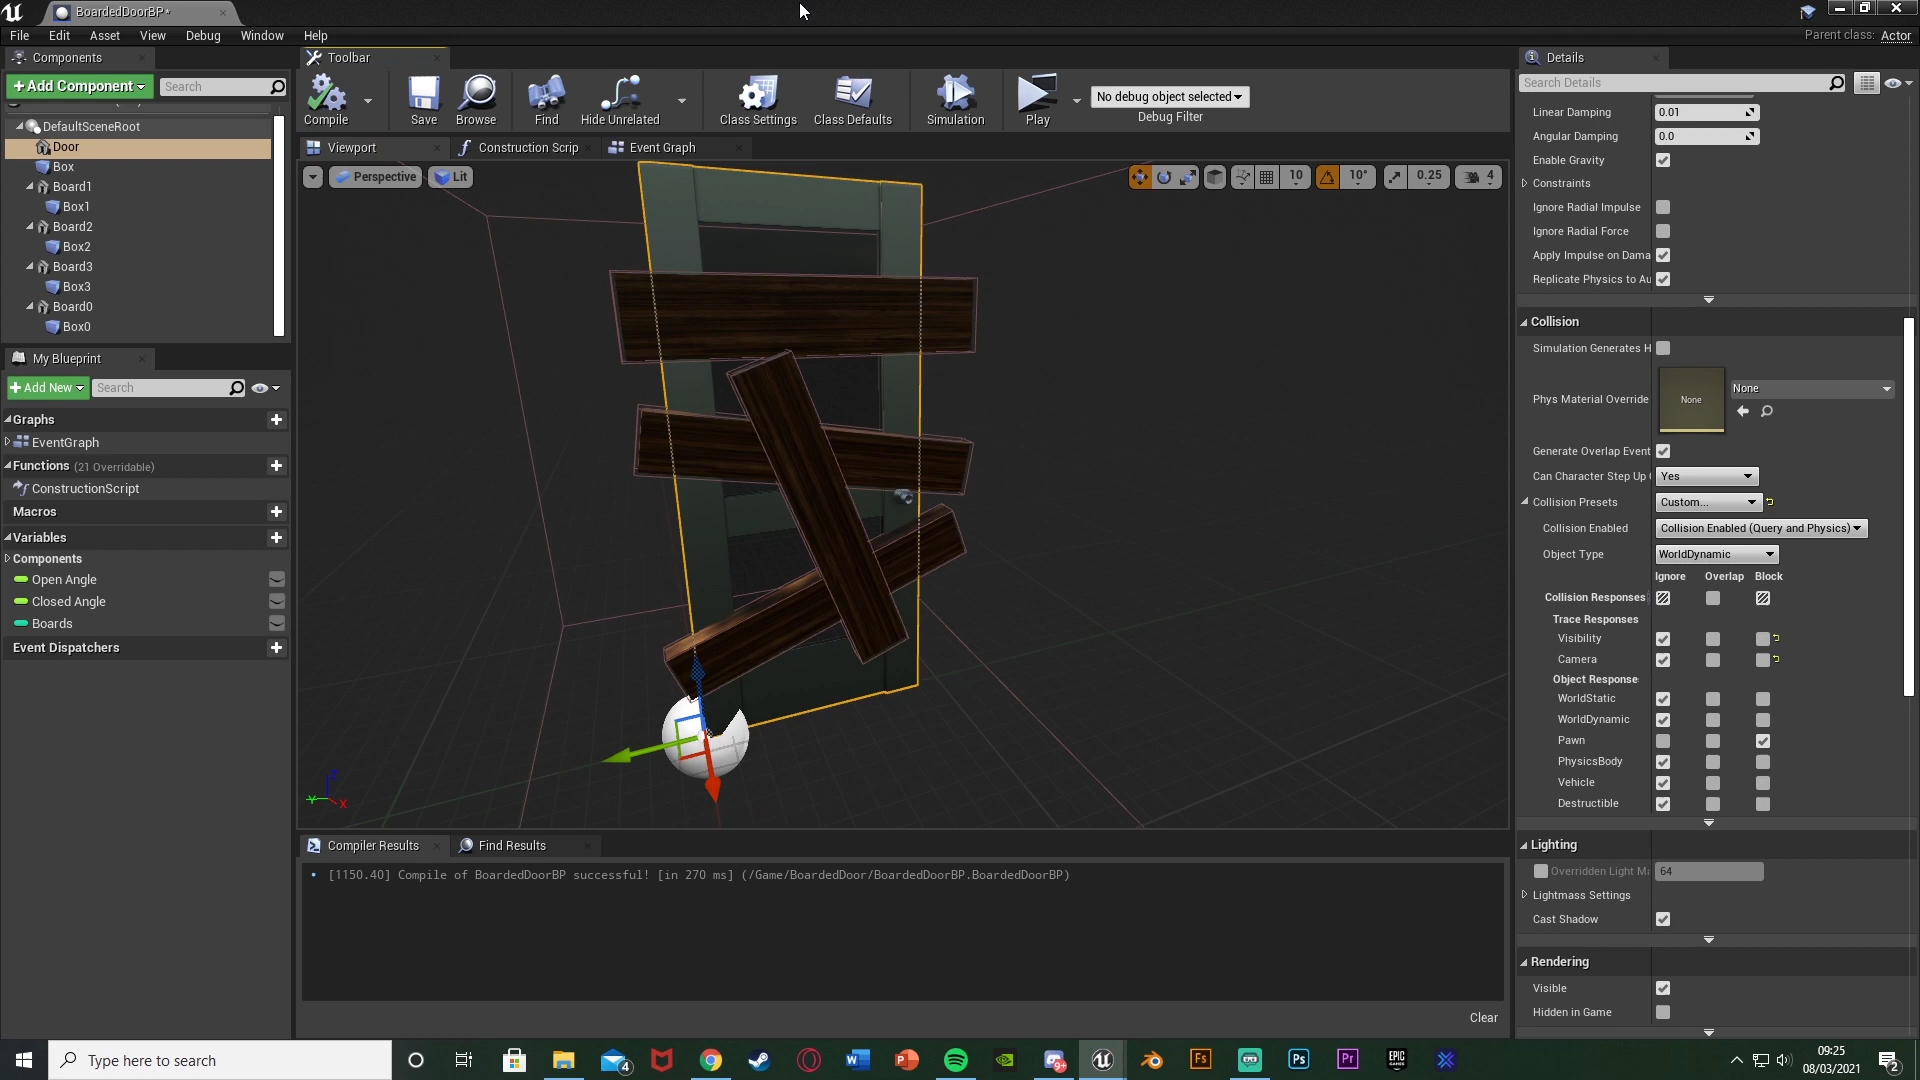 BoardedDoorBP*
File Edit Asset View Debug Window Help
Parent class: Actor
Components
+Add Component
Search
DefaultSceneRoot
Door
Box
Board1
Box1
Board2
Box2
Board3
Box3
Board0
Box0
My Blueprint
+Add New
Search
Graphs
EventGraph
Functions (21 Overridable)
ConstructionScript
Macros
Variables
Components
Open Angle
Closed Angle
Boards
Event Dispatchers
Toolbar
Compile
Save
Browse
Find
Hide Unrelated
Class Settings
Class Defaults
Simulation
Play
No debug object selected
Debug Filter
Viewport
Construction Scrip
Event Graph
Perspective
Lit
10
10°
0.25
4
Compiler Results
Find Results
[1150.40] Compile of BoardedDoorBP successful! [in 270 ms] (/Game/BoardedDoor/BoardedDoorBP.BoardedDoorBP)
Clear
Details
Search Details
Linear Damping 0.01
Angular Damping 0.0
Enable Gravity
Constraints
Ignore Radial Impulse
Ignore Radial Force
Apply Impulse on Dama
Replicate Physics to Au
Collision
Simulation Generates H
Phys Material Override
None
None
Generate Overlap Event
Can Character Step Up Yes
Collision Presets Custom...
Collision Enabled Collision Enabled (Query and Physics)
Object Type WorldDynamic
Ignore Overlap Block
Collision Responses
Trace Responses
Visibility
Camera
Object Response
WorldStatic
WorldDynamic
Pawn
PhysicsBody
Vehicle
Destructible
Lighting
Overridden Light Ma 64
Lightmass Settings
Cast Shadow
Rendering
Visible
Hidden in Game
Type here to search
09:25
08/03/2021